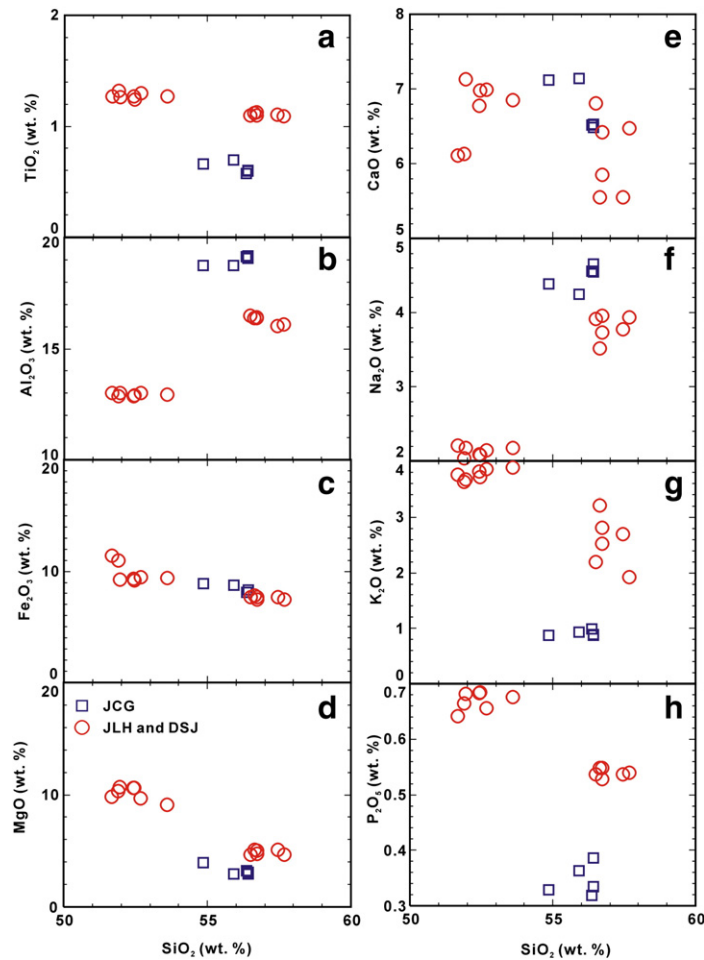 2
a
1
0
TiO₂ (wt. %)
20
b
15
10
Al₂O₃ (wt. %)
20
c
10
0
Fe₂O₃ (wt. %)
20
JCG
JLH and DSJ
d
10
0
MgO (wt. %)
50
55
60
SiO₂ (wt. %)
8
e
7
6
5
CaO (wt. %)
5
f
4
3
2
Na₂O (wt. %)
4
g
3
2
1
0
K₂O (wt. %)
0.7
h
0.6
0.5
0.4
0.3
P₂O₅ (wt. %)
50
55
60
SiO₂ (wt. %)